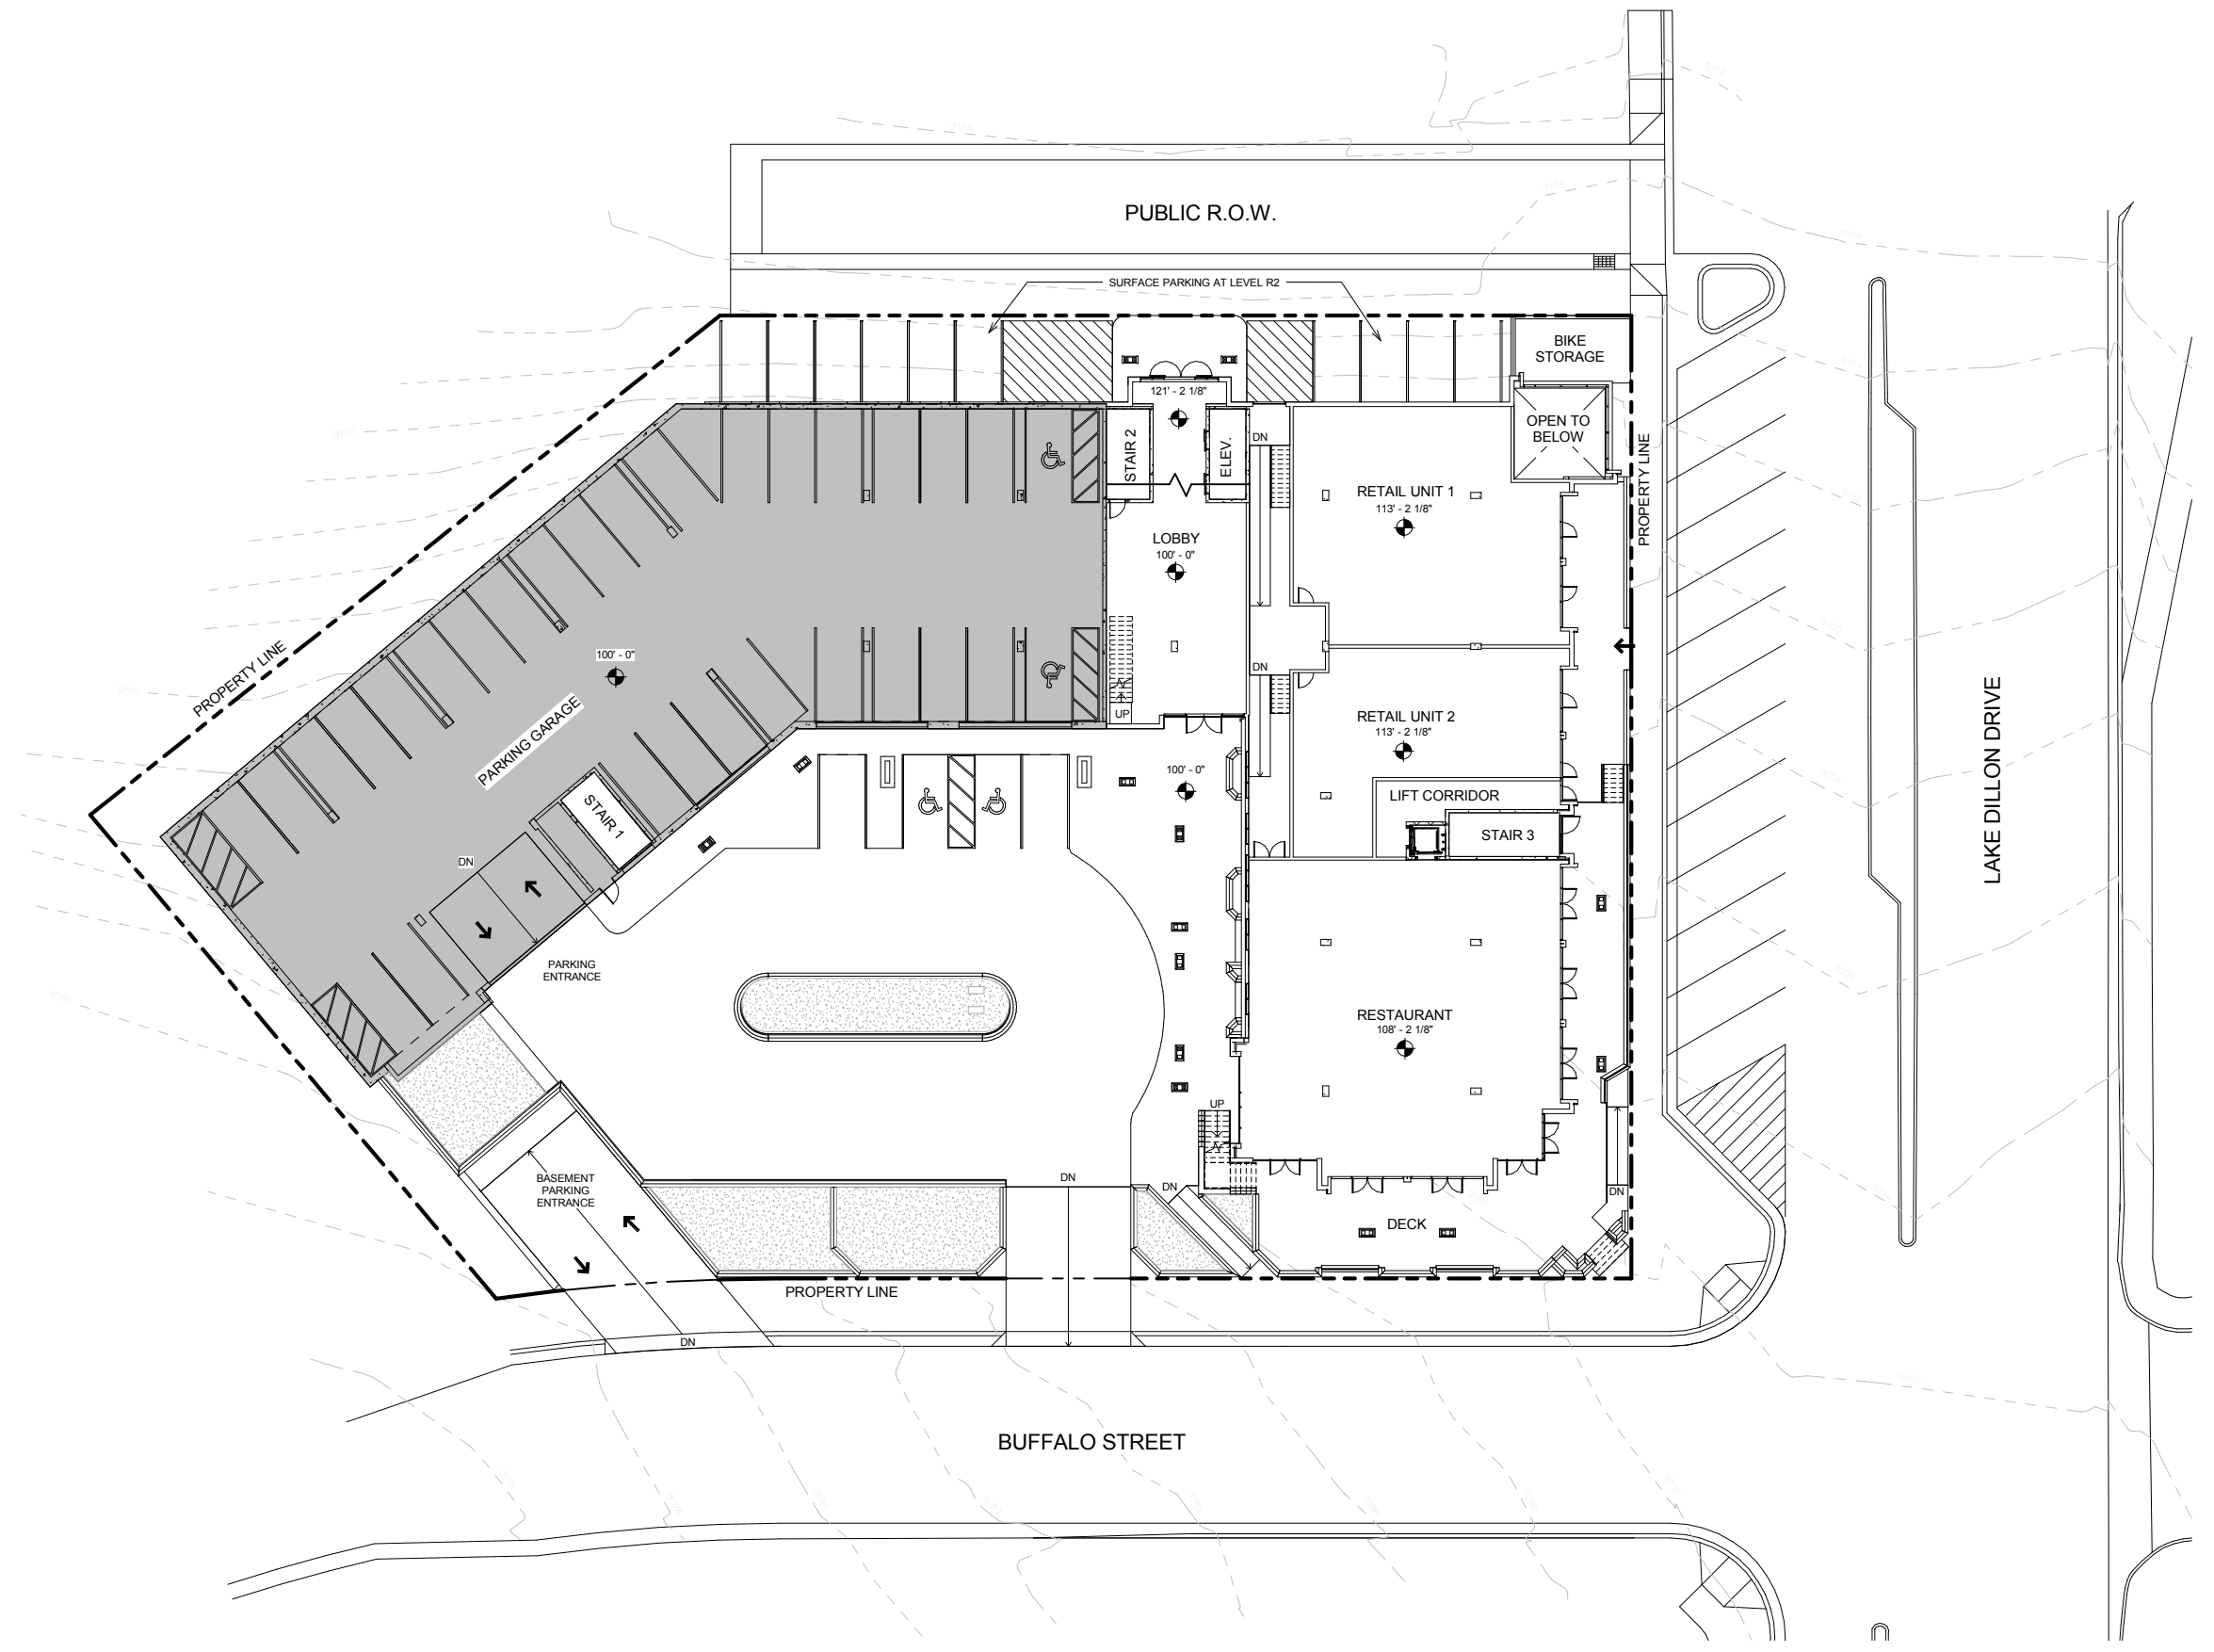 PUBLIC R.O.W.
SURFACE PARKING AT LEVEL R2
BIKE
STORAGE
121' - 2 1/8"
OPEN TO
BELOW
STAIR 2
ELEV.
DN
PROPERTY LINE
RETAIL UNIT 1
113' - 2 1/8"
LOBBY
100' - 0"
PROPERTY LINE
100' - 0"
DN
PARKING GARAGE
UP
RETAIL UNIT 2
113' - 2 1/8"
LAKE DILLON DRIVE
100' - 0"
LIFT CORRIDOR
STAIR 1
STAIR 3
DN
PARKING
ENTRANCE
RESTAURANT
108' - 2 1/8"
UP
BASEMENT
PARKING
ENTRANCE
DN
DN
DN
DECK
PROPERTY LINE
DN
BUFFALO STREET